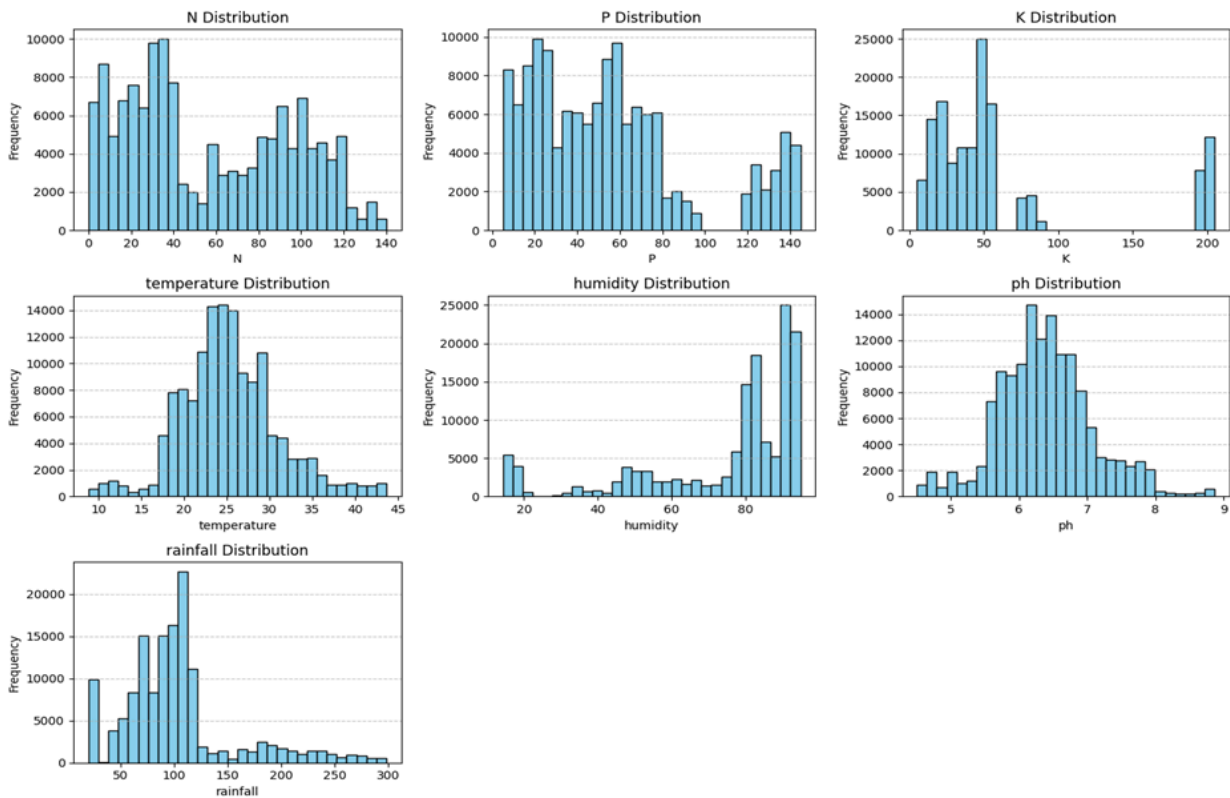 N Distribution
10000
8000
6000
4000
2000
0
Frequency
0 20 40 60 80 100 120 140
N
P Distribution
10000
8000
6000
4000
2000
0
Frequency
0 20 40 60 80 100 120 140
P
K Distribution
25000
20000
15000
10000
5000
0
Frequency
0 50 100 150 200
K
temperature Distribution
14000
12000
10000
8000
6000
4000
2000
0
Frequency
10 15 20 25 30 35 40 45
temperature
humidity Distribution
25000
20000
15000
10000
5000
0
Frequency
20 40 60 80
humidity
ph Distribution
14000
12000
10000
8000
6000
4000
2000
0
Frequency
5 6 7 8 9
ph
rainfall Distribution
20000
15000
10000
5000
0
Frequency
50 100 150 200 250 300
rainfall